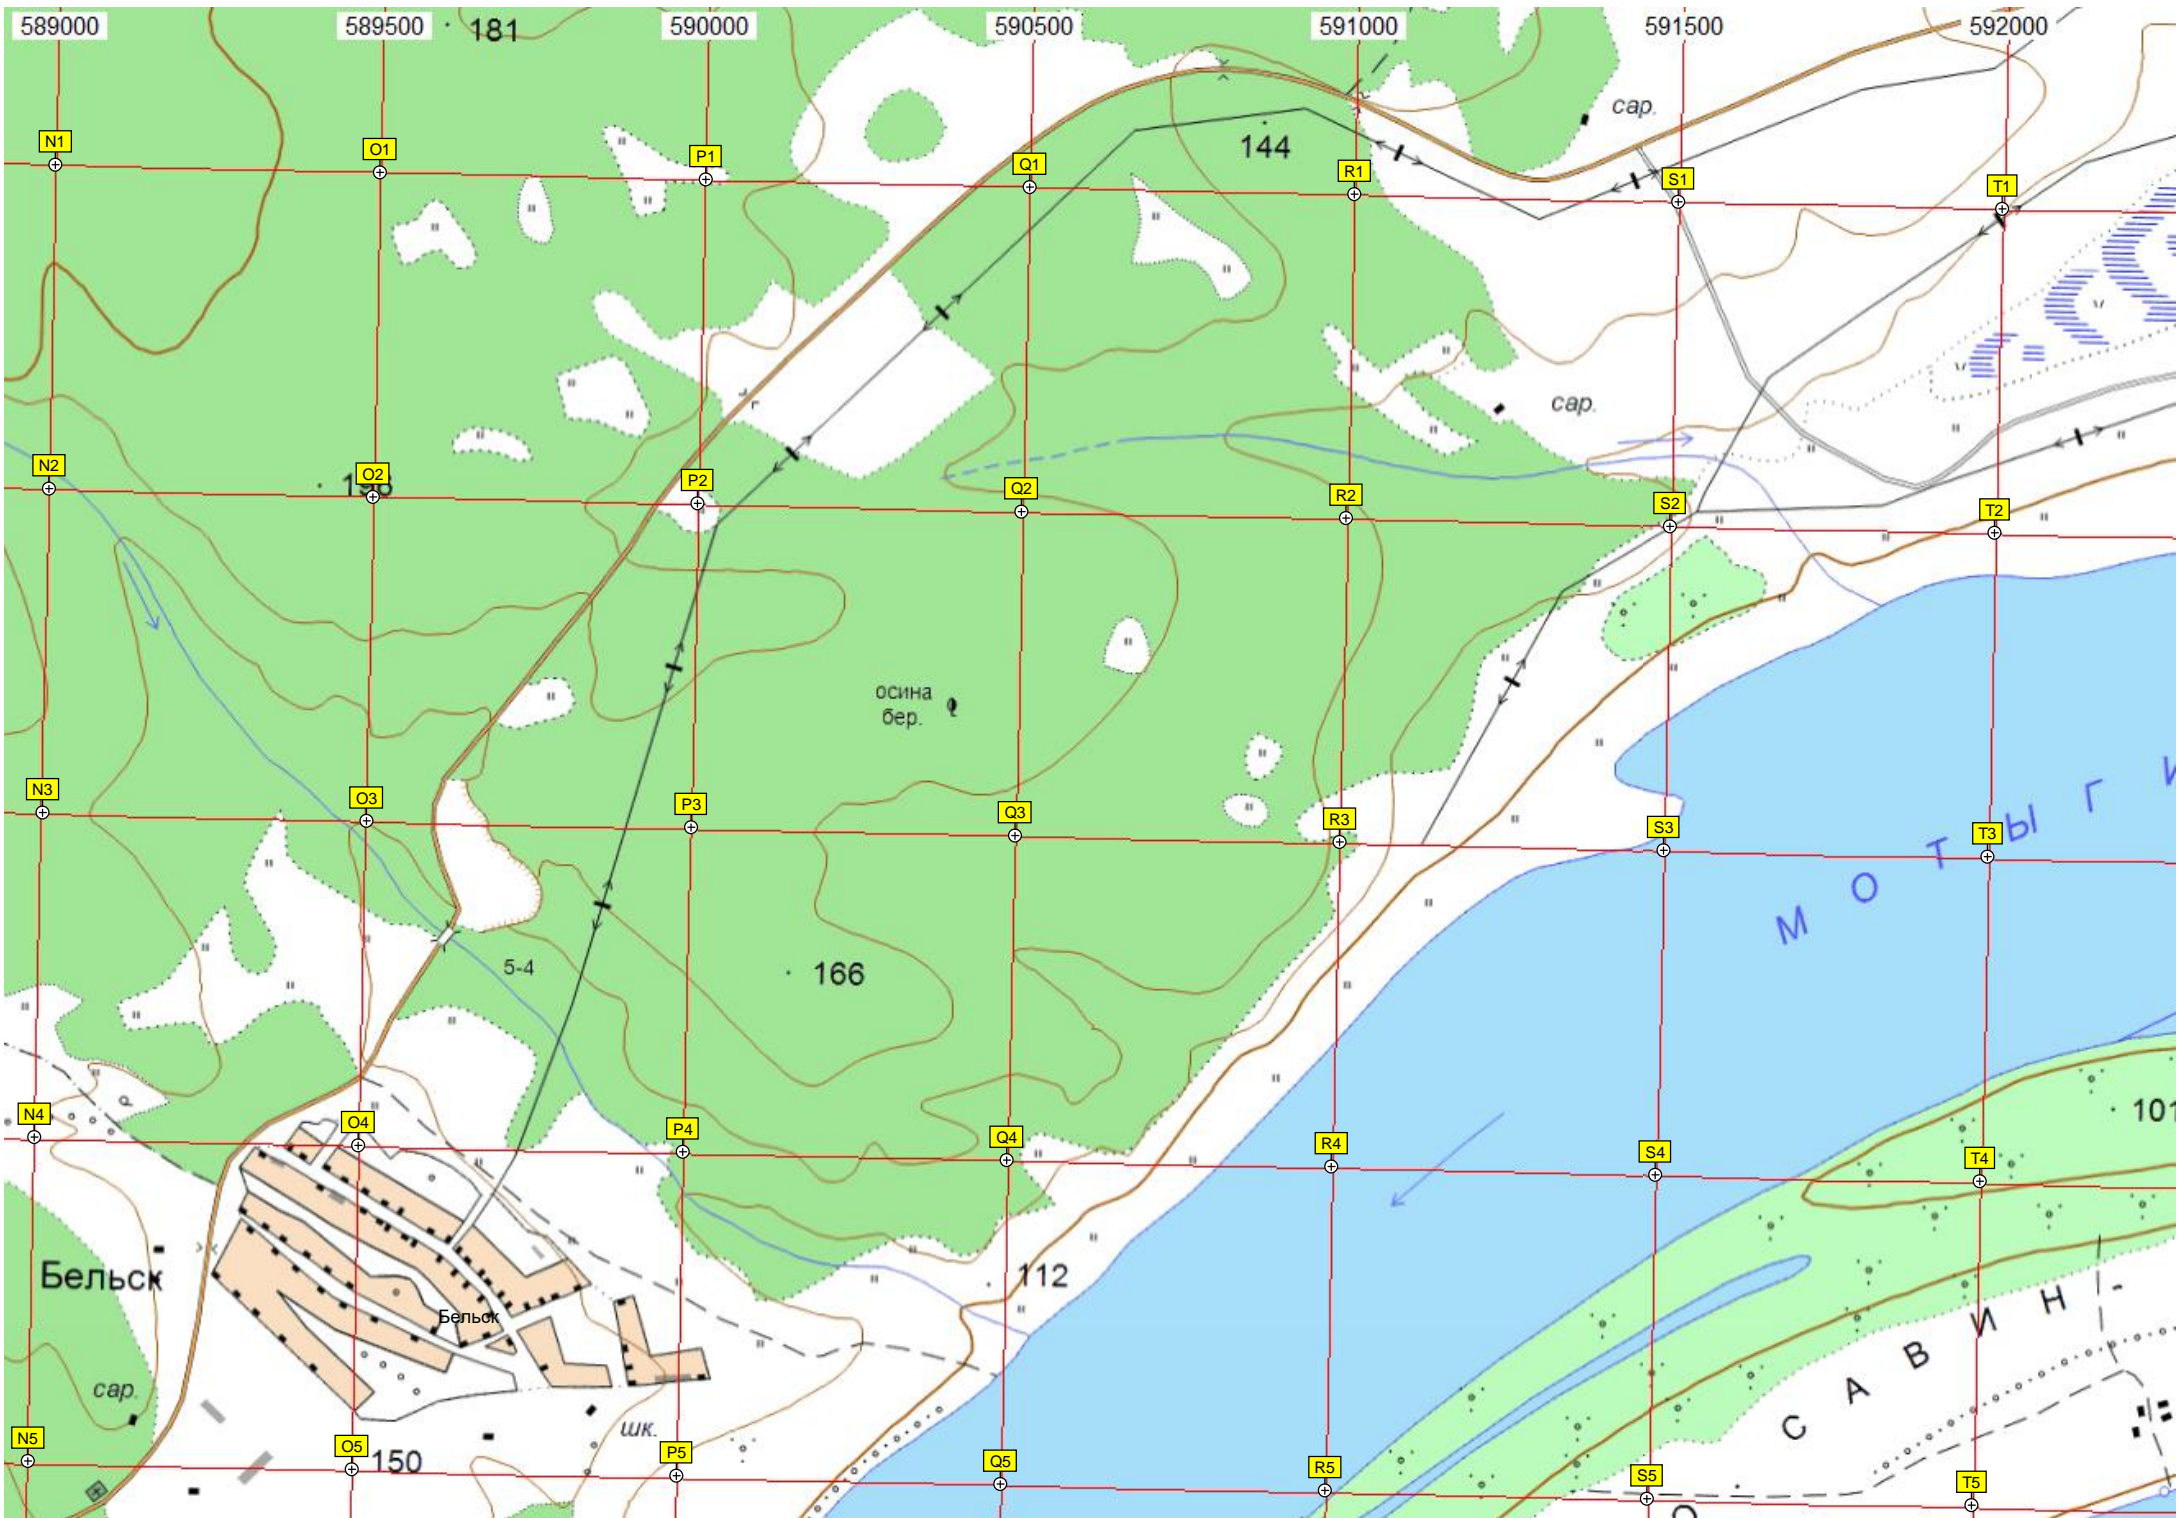 589000 589500 590000 590500 591000 591500 592000
181
сар.
144
N1 O1 P1 Q1 R1 S1 T1
сар.
N2 O2 P2 Q2 R2 S2 T2
198
осина
бер.
N3 O3 P3 Q3 R3 S3 T3
М О Т Ы Г И
5-4
166
101
N4 O4 P4 Q4 R4 S4 T4
Бельск
112
Бельск
С А В И Н -
сар.
шк.
150
N5 O5 P5 Q5 R5 S5 T5